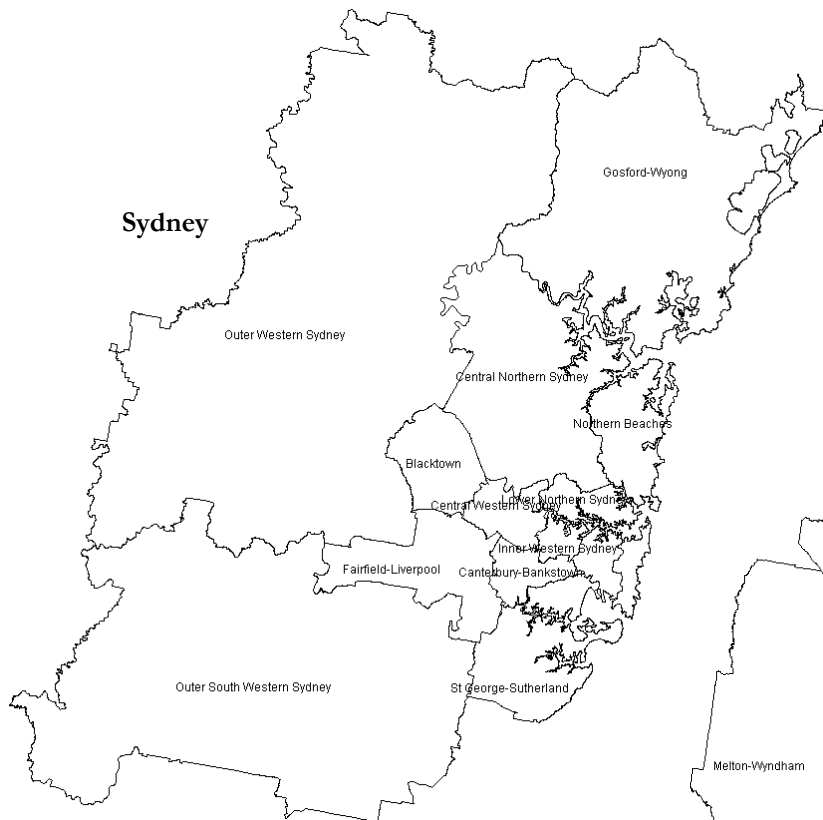 Gosford-Wyong
Sydney
Outer Western Sydney
Central Northern Sydney
Northern Beaches
Blacktown
Lower Northern Sydney
Central Western Sydney
Inner Western Sydney
Fairfield-Liverpool
Canterbury-Bankstown
Outer South Western Sydney
St George-Sutherland
Melton-Wyndham